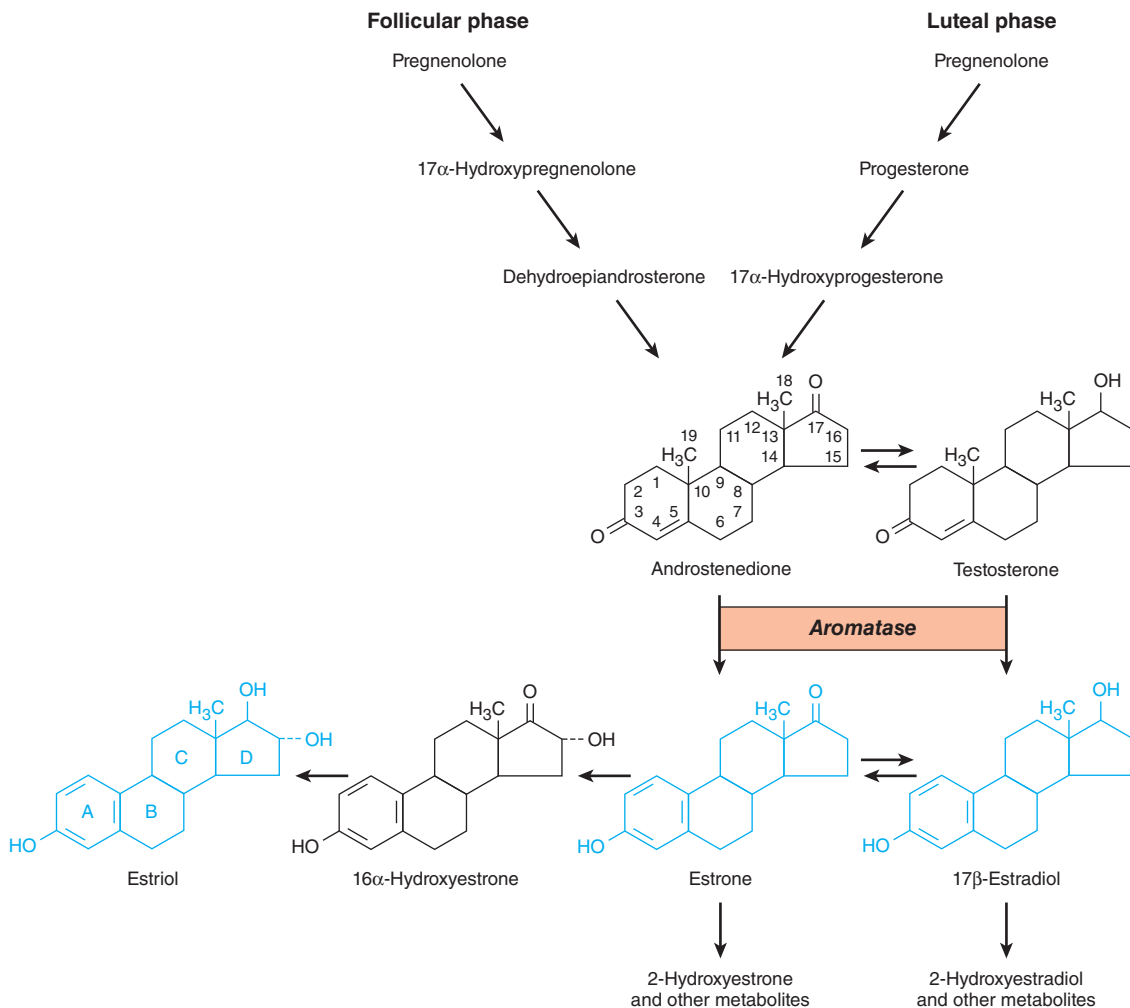 Follicular phase
Luteal phase
Pregnenolone
Pregnenolone
17α-Hydroxypregnenolone
Progesterone
Dehydroepiandrosterone
17α-Hydroxyprogesterone
18
O
H3C
17
12
13
16
11
19
H3C
14
15
1
9
2
10
8
3
5
7
4
6
O
Androstenedione
OH
H3C
H3C
O
Testosterone
Aromatase
OH
H3C
OH
C
D
A
B
HO
Estriol
O
H3C
OH
HO
16α-Hydroxyestrone
O
H3C
HO
Estrone
OH
H3C
HO
17β-Estradiol
2-Hydroxyestrone
and other metabolites
2-Hydroxyestradiol
and other metabolites